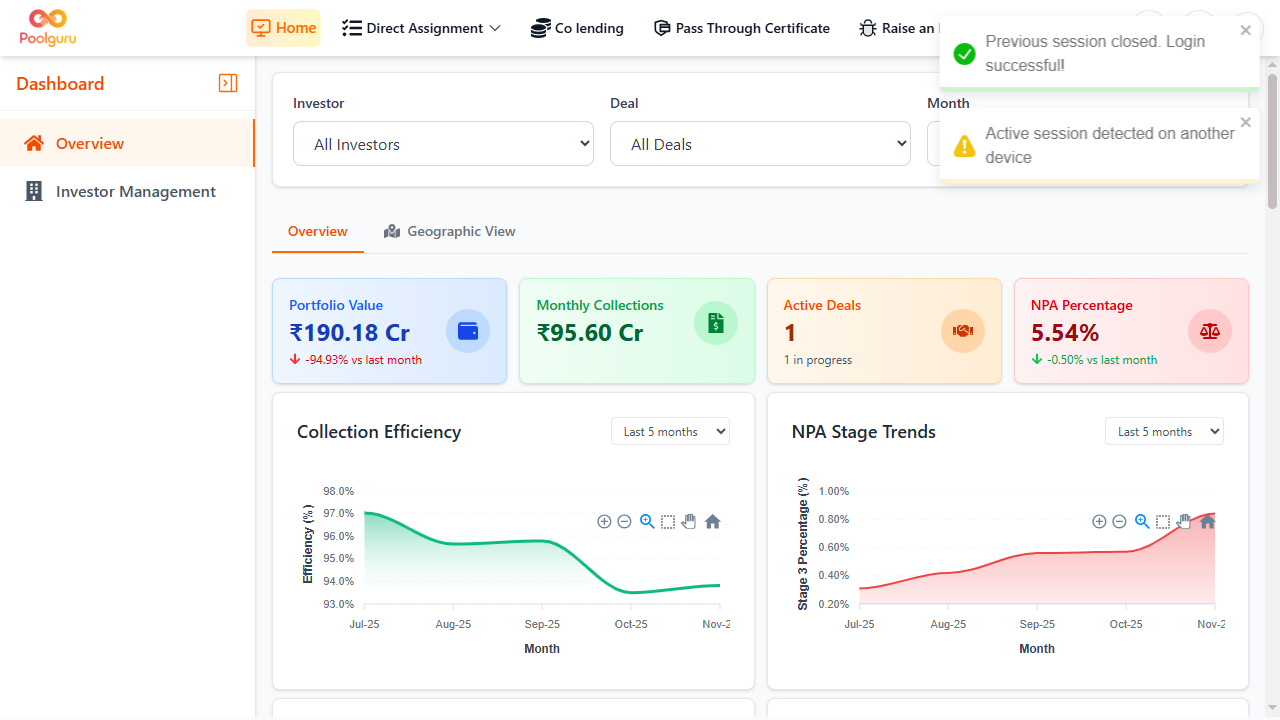 Poolguru
Home
Direct Assignment
Co lending
Pass Through Certificate
Raise an
Previous session closed. Login
successful!
Active session detected on another
device
Dashboard
Overview
Investor Management
Investor
All Investors
Deal
All Deals
Month
Overview
Geographic View
Portfolio Value
₹190.18 Cr
-94.93% vs last month
Monthly Collections
₹95.60 Cr
Active Deals
1
1 in progress
NPA Percentage
5.54%
-0.50% vs last month
Collection Efficiency
Last 5 months
Efficiency (%)
98.0%
97.0%
96.0%
95.0%
94.0%
93.0%
Jul-25
Aug-25
Sep-25
Oct-25
Nov-2
Month
NPA Stage Trends
Last 5 months
Stage 3 Percentage (%)
1.00%
0.80%
0.60%
0.40%
0.20%
Jul-25
Aug-25
Sep-25
Oct-25
Nov-2
Month